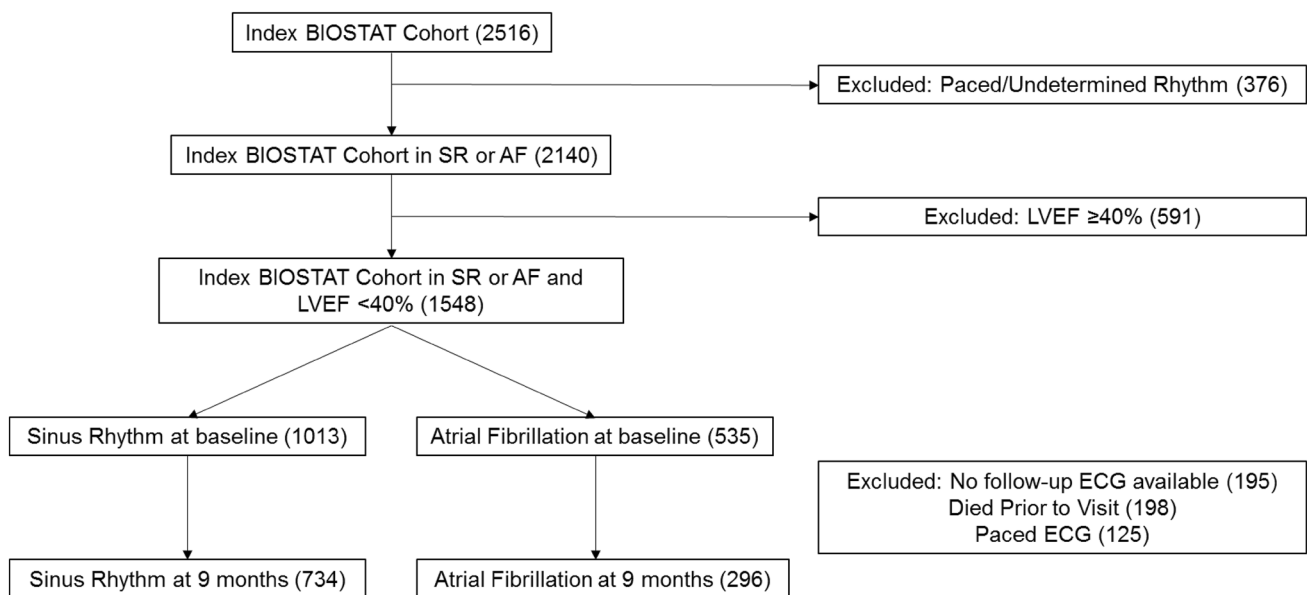 Index BIOSTAT Cohort (2516)
Excluded: Paced/Undetermined Rhythm (376)
Index BIOSTAT Cohort in SR or AF (2140)
Excluded: LVEF ≥40% (591)
Index BIOSTAT Cohort in SR or AF and
LVEF <40% (1548)
Sinus Rhythm at baseline (1013)
Atrial Fibrillation at baseline (535)
Excluded: No follow-up ECG available (195)
Died Prior to Visit (198)
Paced ECG (125)
Sinus Rhythm at 9 months (734)
Atrial Fibrillation at 9 months (296)